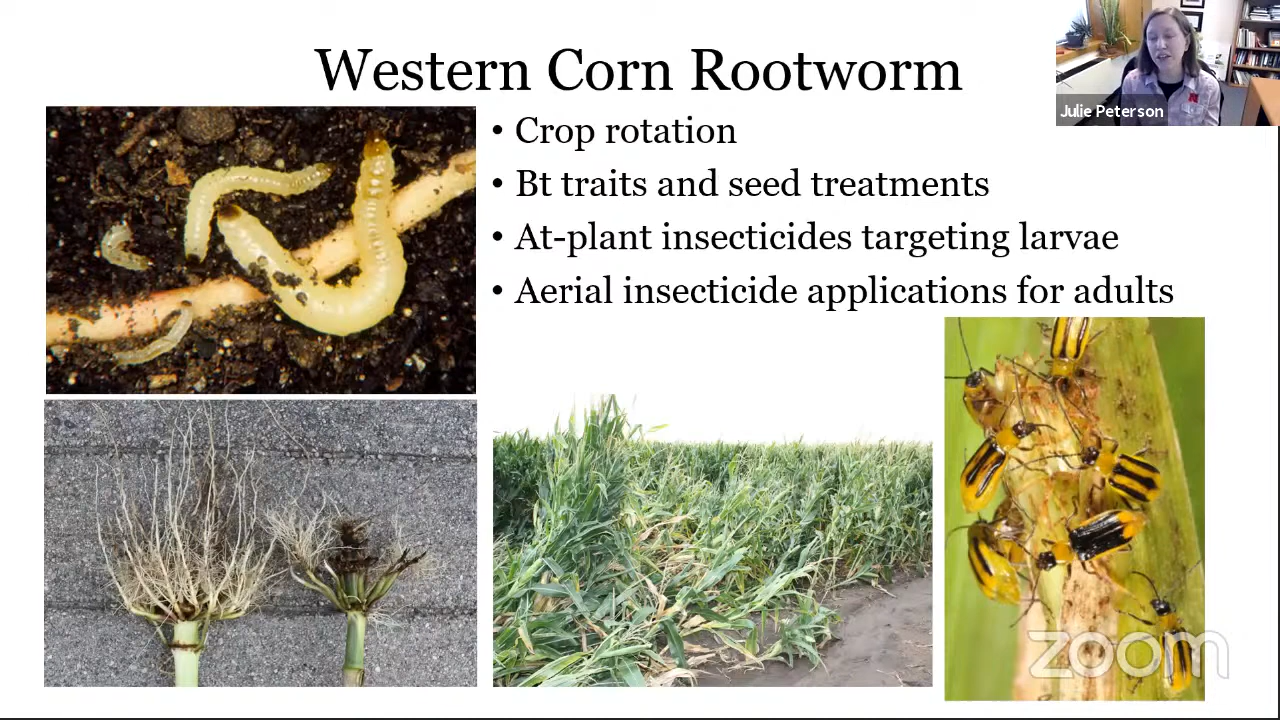 Western Corn Rootworm
Julie Peterson
• Crop rotation
• Bt traits and seed treatments
• At-plant insecticides targeting larvae
• Aerial insecticide applications for adults
zoom